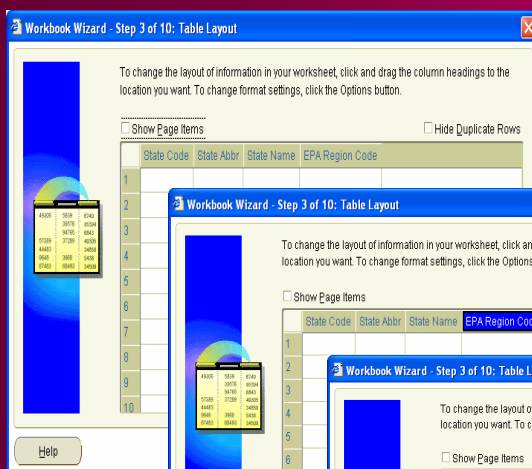 Workbook Wizard - Step 3 of 10: Table Layout
To change the layout of information in your worksheet, click and drag the column headings to the
location you want. To change format settings, click the Options button.
Show Page Items
Hide Duplicate Rows
State Code State Abbr State Name EPA Region Code
1
2
3
4
5
6
7
8
9
10
Help
Workbook Wizard - Step 3 of 10: Table Layout
To change the layout of information in your worksheet, click an
location you want. To change format settings, click the Options
Show Page Items
State Code State Abbr State Name EPA Region Cod
1
2
3
4
5
6
Workbook Wizard - Step 3 of 10: Table L
To change the layout o
location you want. To c
Show Page Items